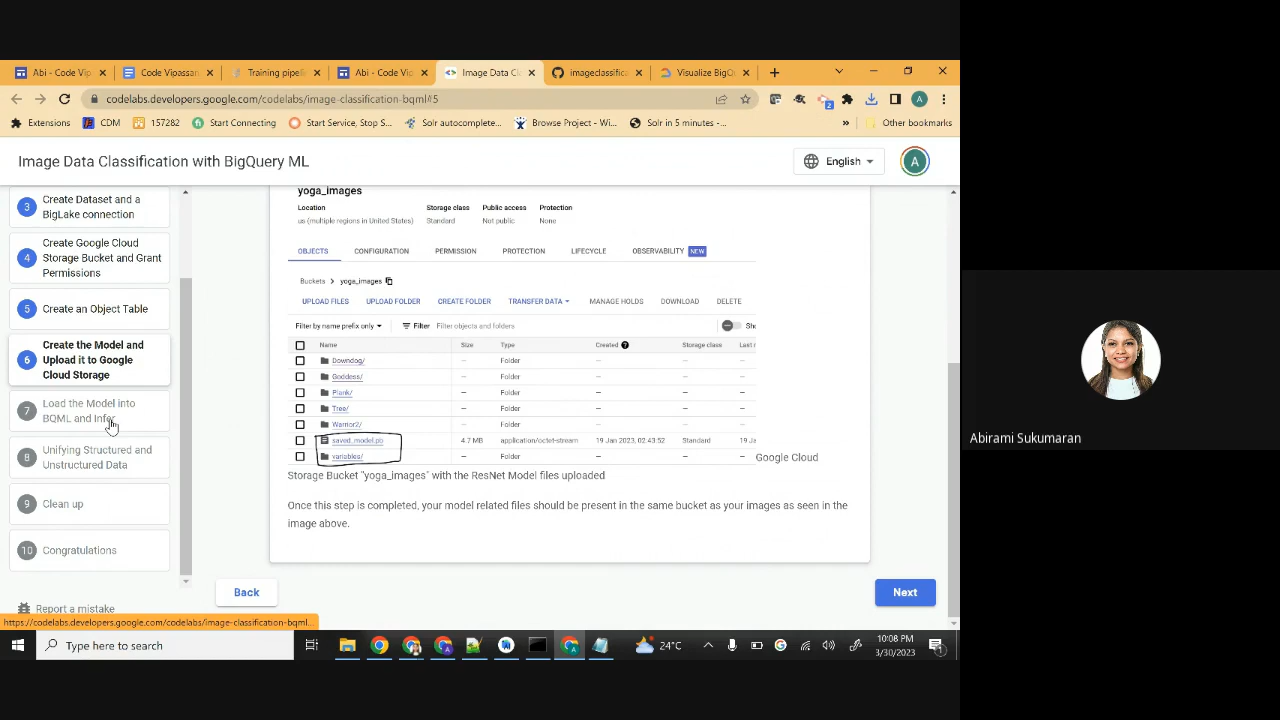 Abi - Code Vip
Code Vipassan
Training pipeli
Abi - Code Vip
Image Data Cl
imageclassific
Visualize BigQ
codelabs.developers.google.com/codelabs/image-classification-bqml#5
Extensions
CDM
157282
Start Connecting
Start Service, Stop S...
Solr autocomplete...
Browse Project - Wi...
Solr in 5 minutes -...
»
Other bookmarks
Image Data Classification with BigQuery ML
English
A
3 Create Dataset and a
BigLake connection
4 Create Google Cloud
Storage Bucket and Grant
Permissions
5 Create an Object Table
6 Create the Model and
Upload it to Google
Cloud Storage
7 Load the Model into
BQML and Infer
8 Unifying Structured and
Unstructured Data
9 Clean up
10 Congratulations
Report a mistake
yoga_images
Location Storage class Public access Protection
us (multiple regions in United States) Standard Not public None
OBJECTS CONFIGURATION PERMISSION PROTECTION LIFECYCLE OBSERVABILITY NEW
Buckets > yoga_images
UPLOAD FILES UPLOAD FOLDER CREATE FOLDER TRANSFER DATA MANAGE HOLDS DOWNLOAD DELETE
Filter by name prefix only Filter Filter objects and folders Sho
Name Size Type Created Storage class Last r
Downdog/ — Folder — — —
Goddess/ — Folder — — —
Plank/ — Folder — — —
Tree/ — Folder — — —
Warrior2/ — Folder — — —
saved_model.pb 4.7 MB application/octet-stream 19 Jan 2023, 02:43:52 Standard 19 Ja
variables/ — Folder — — —
Google Cloud
Storage Bucket "yoga_images" with the ResNet Model files uploaded
Once this step is completed, your model related files should be present in the same bucket as your images as seen in the
image above.
Back
Next
https://codelabs.developers.google.com/codelabs/image-classification-bqml...
Type here to search
24°C
10:08 PM
3/30/2023
Abirami Sukumaran